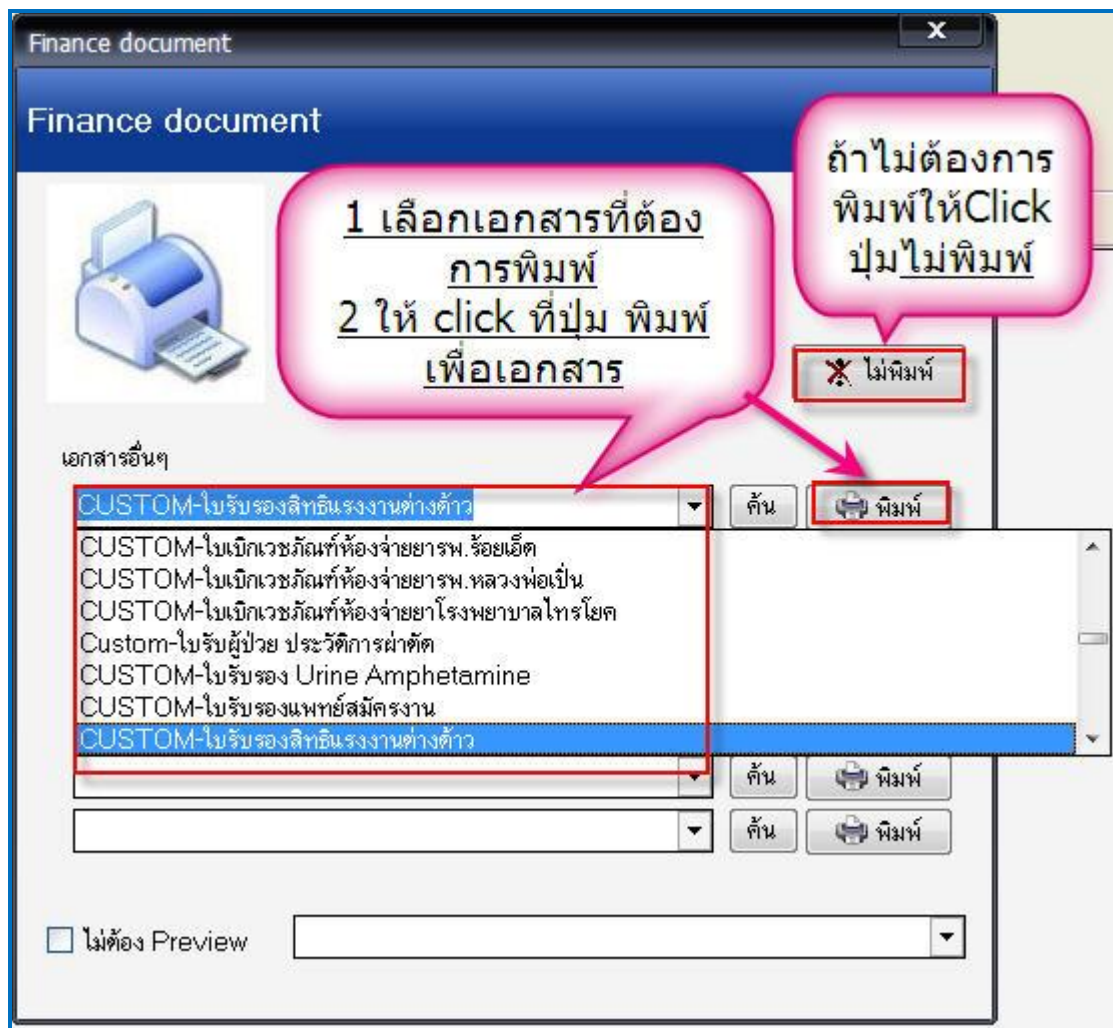 Finance document
x
Finance document
ถ้าไม่ต้องการ
พิมพ์ให้Click
ปุ่มไม่พิมพ์
1 เลือกเอกสารที่ต้อง
การพิมพ์
2 ให้ click ที่ปุ่ม พิมพ์
เพื่อเอกสาร
ไม่พิมพ์
เอกสารอื่นๆ
CUSTOM-ใบรับรองสิทธิแรงงานต่างด้าว
ค้น
พิมพ์
CUSTOM-ใบเบิกเวชภัณฑ์ห้องจ่ายยารพ.ร้อยเอ็ด
CUSTOM-ใบเบิกเวชภัณฑ์ห้องจ่ายยารพ.หลวงพ่อเปิ่น
CUSTOM-ใบเบิกเวชภัณฑ์ห้องจ่ายยาโรงพยาบาลไทรโยค
Custom-ใบรับผู้ป่วย ประวัติการผ่าตัด
CUSTOM-ใบรับรอง Urine Amphetamine
CUSTOM-ใบรับรองแพทย์สมัครงาน
CUSTOM-ใบรับรองสิทธิแรงงานต่างด้าว
ค้น
พิมพ์
ค้น
พิมพ์
ไม่ต้อง Preview